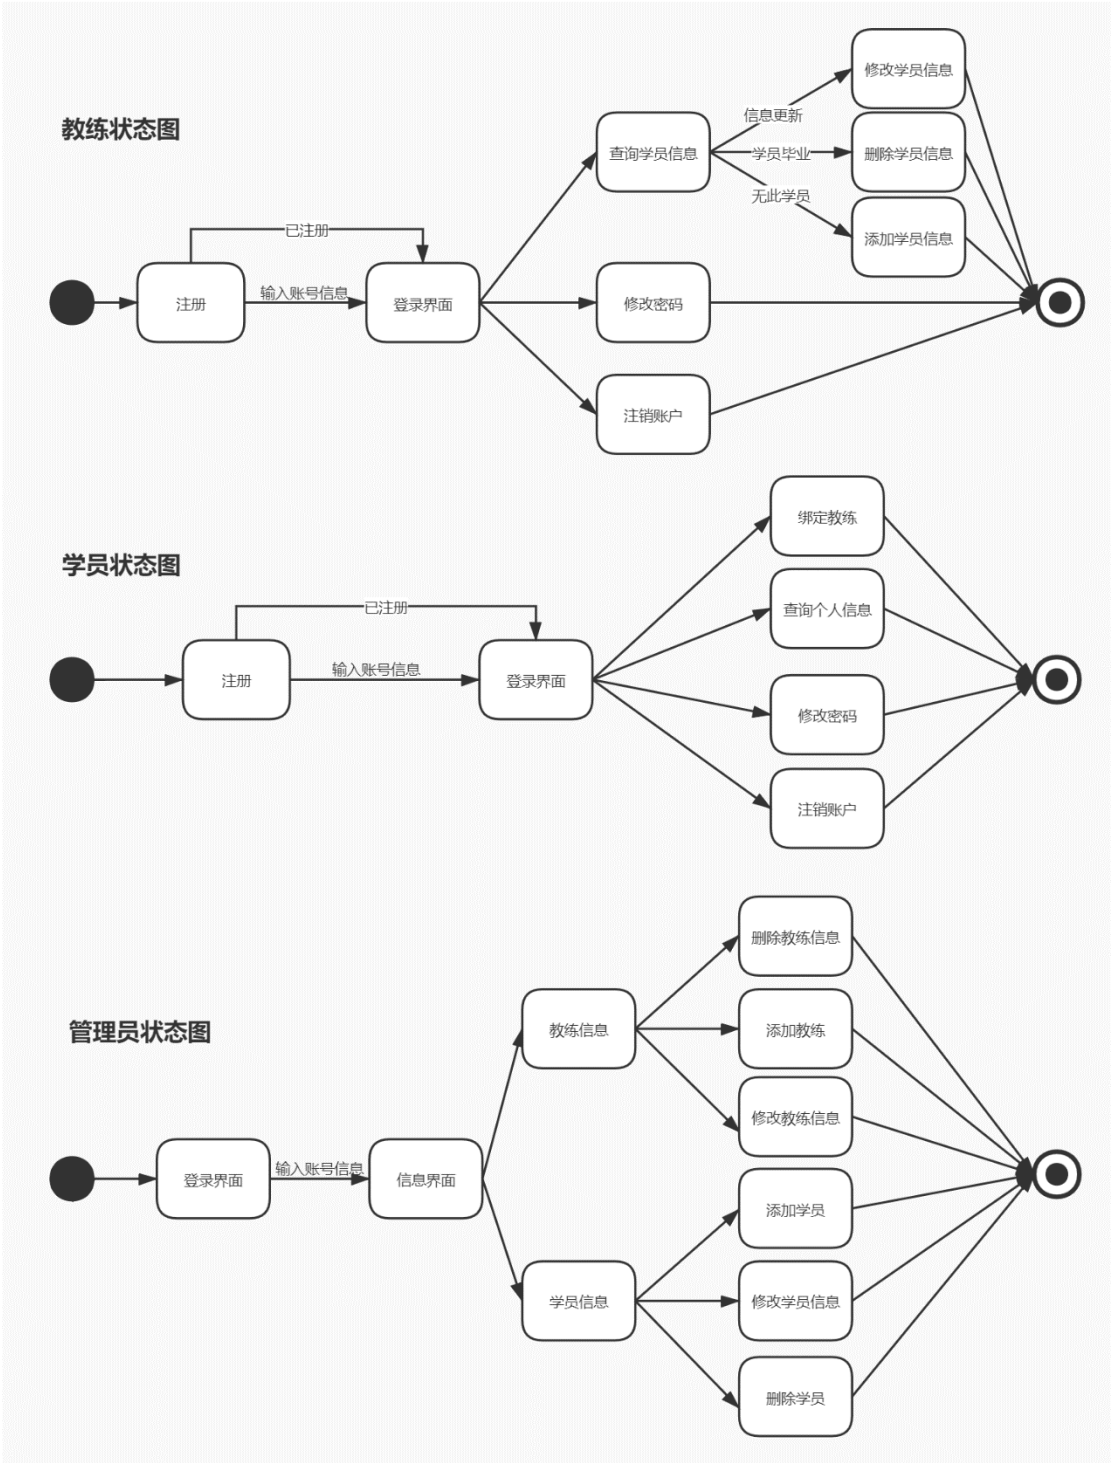 教练状态图
修改学员信息
信息更新
查询学员信息
学员毕业
删除学员信息
无此学员
添加学员信息
已注册
注册
输入账号信息
登录界面
修改密码
注销账户
学员状态图
绑定教练
已注册
查询个人信息
注册
输入账号信息
登录界面
修改密码
注销账户
管理员状态图
删除教练信息
教练信息
添加教练
修改教练信息
登录界面
输入账号信息
信息界面
添加学员
学员信息
修改学员信息
删除学员